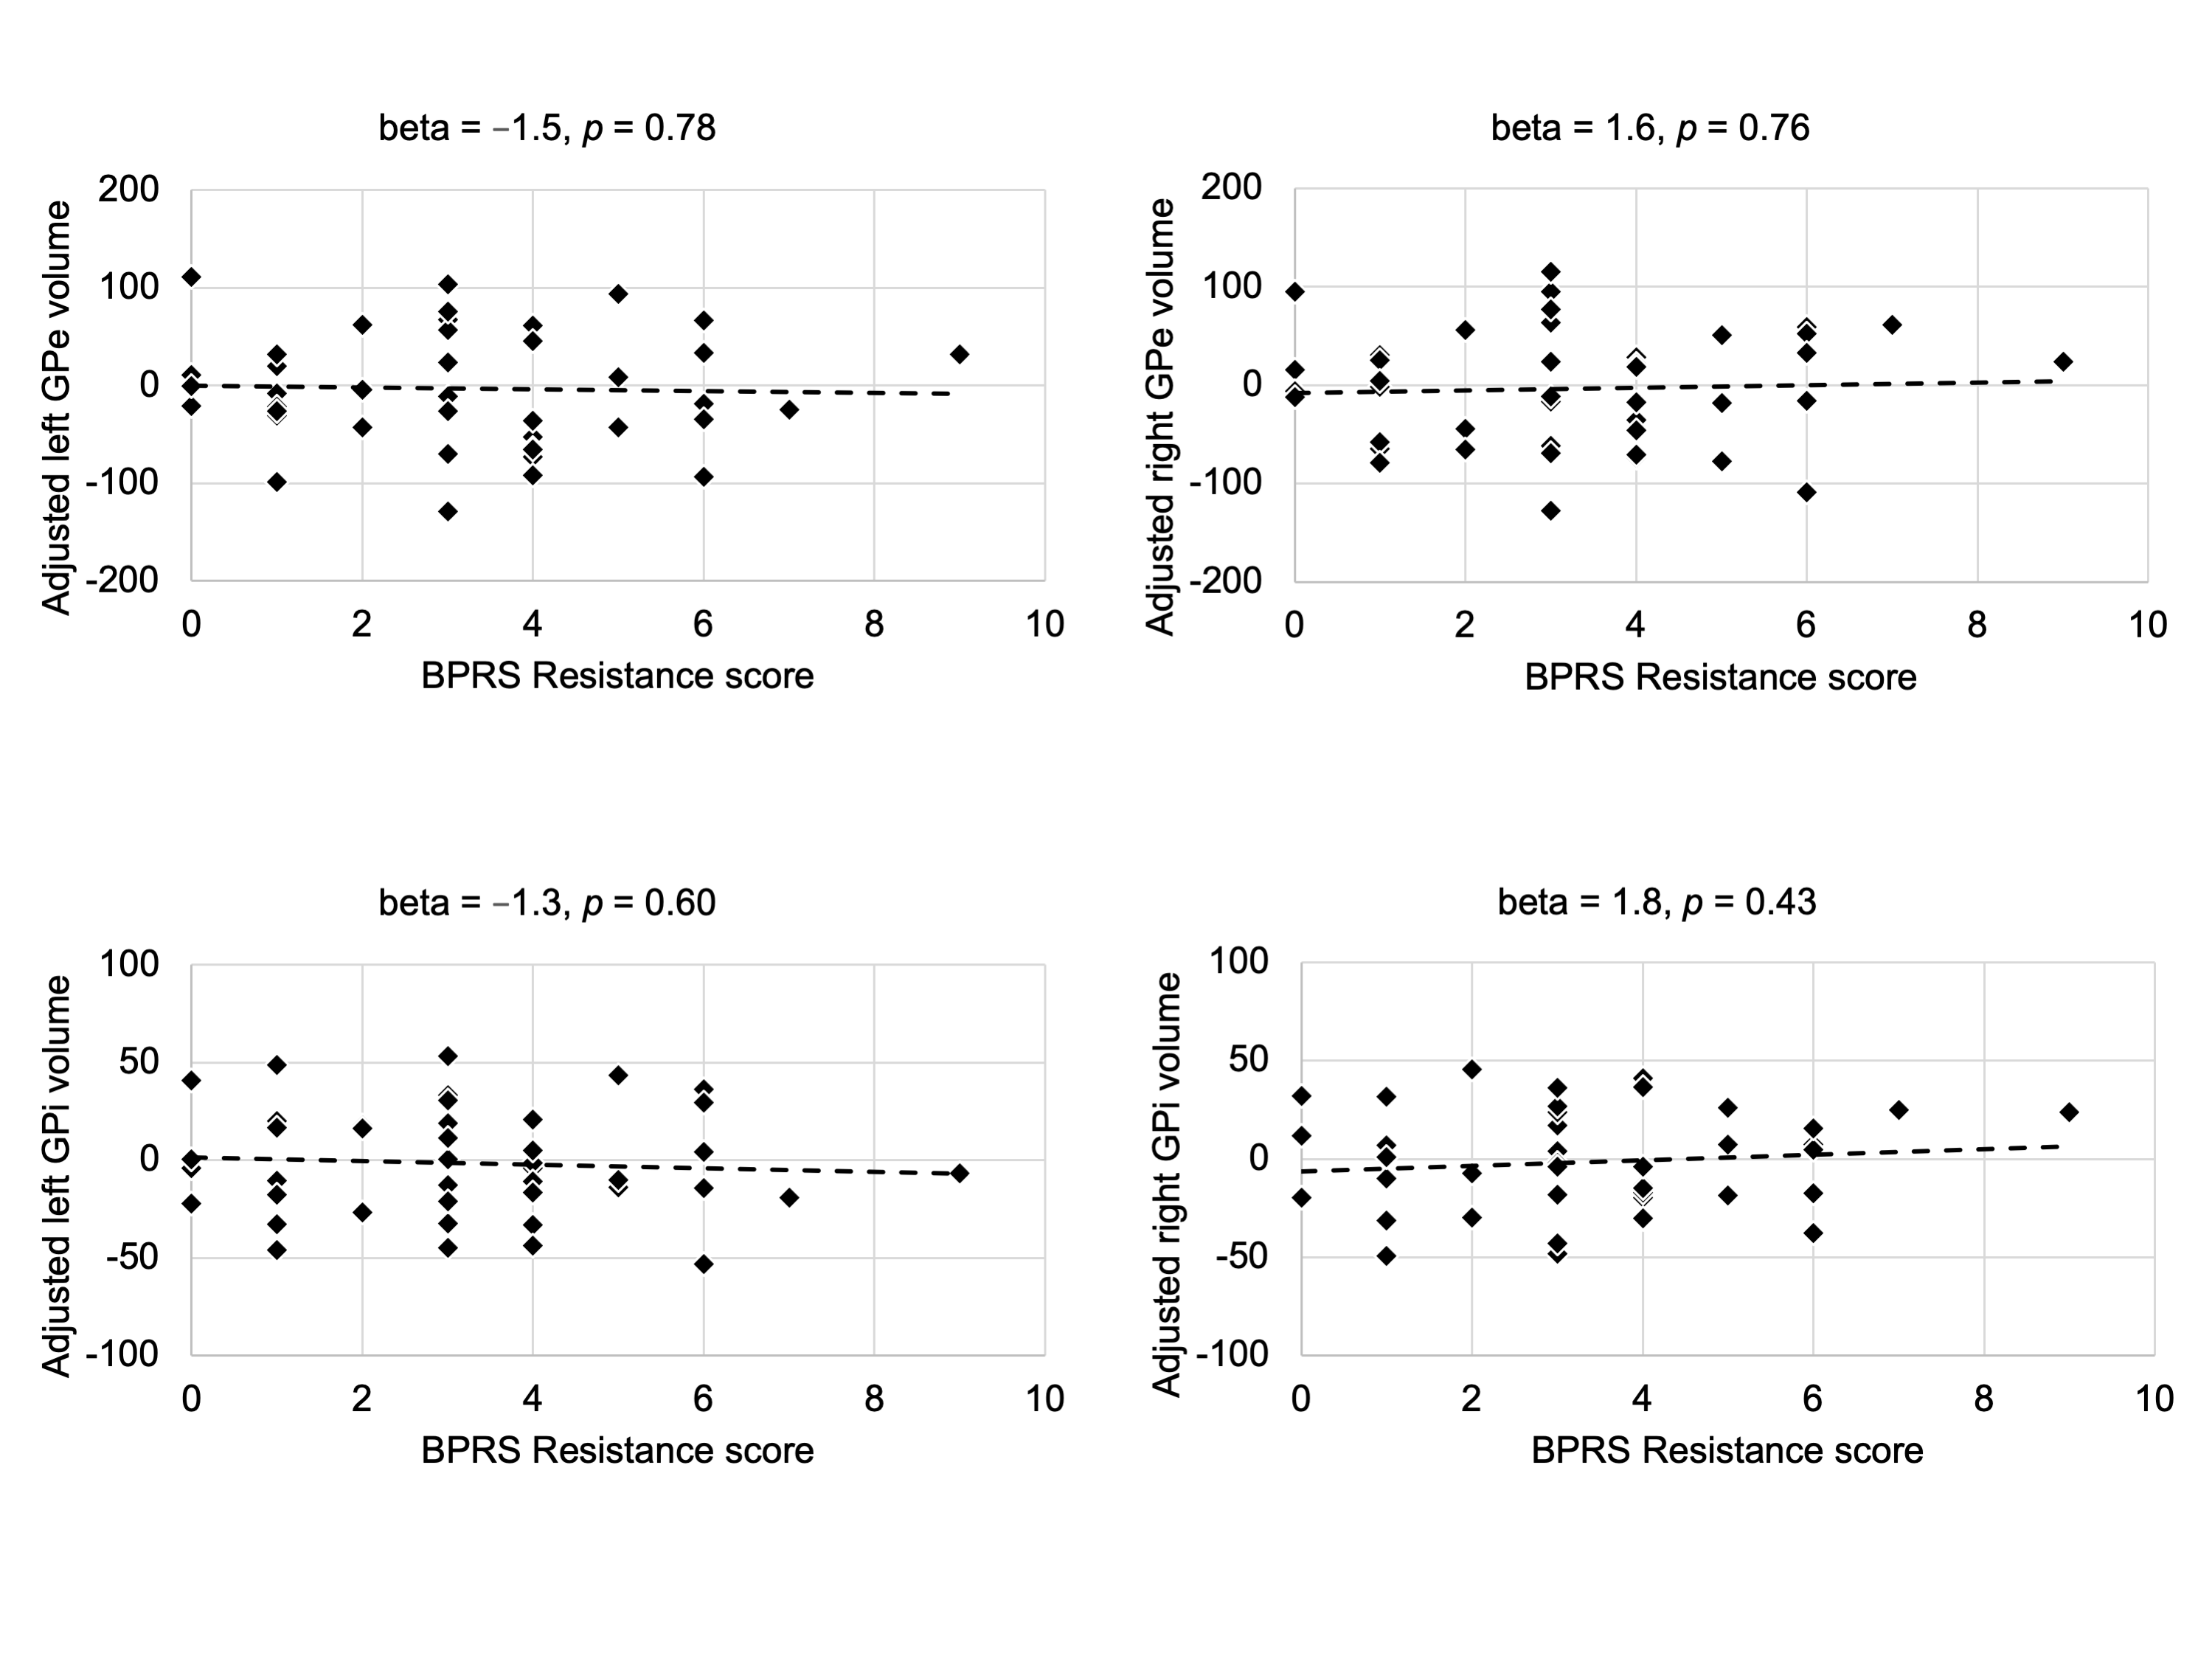 beta = −1.5, p = 0.78
Adjusted left GPe volume
200
100
0
-100
-200
0 2 4 6 8 10
BPRS Resistance score
beta = 1.6, p = 0.76
Adjusted right GPe volume
200
100
0
-100
-200
0 2 4 6 8 10
BPRS Resistance score
beta = −1.3, p = 0.60
Adjusted left GPi volume
100
50
0
-50
-100
0 2 4 6 8 10
BPRS Resistance score
beta = 1.8, p = 0.43
Adjusted right GPi volume
100
50
0
-50
-100
0 2 4 6 8 10
BPRS Resistance score